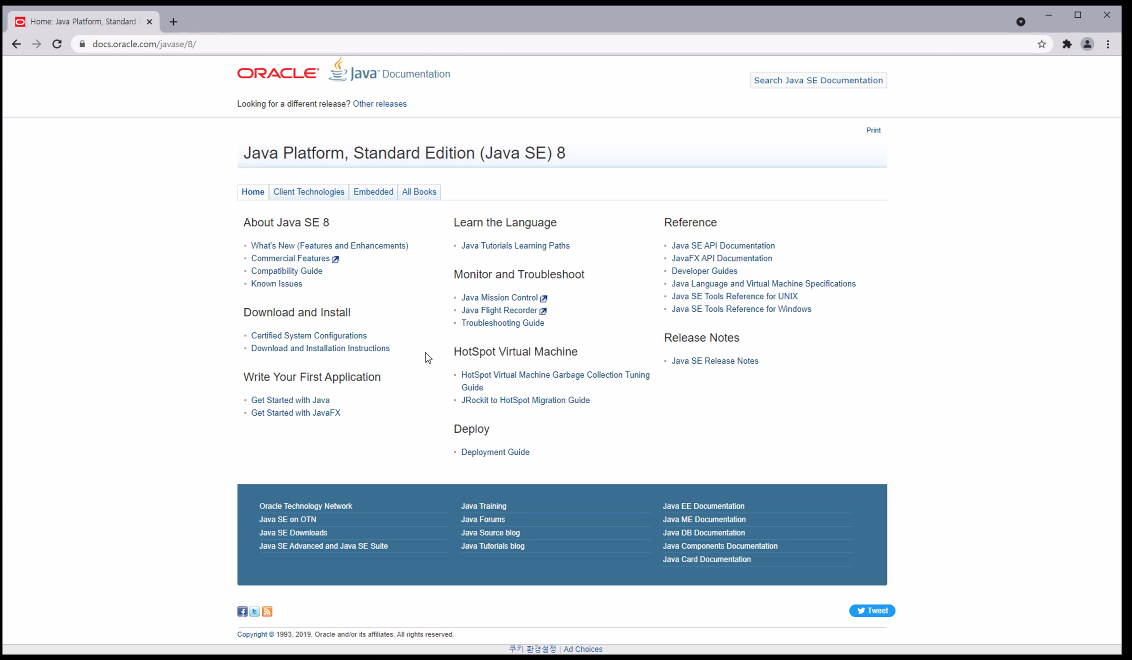 Home: Java Platform, Standard
docs.oracle.com/javase/8/
ORACLE Java Documentation
Search Java SE Documentation
Looking for a different release? Other releases
Print
Java Platform, Standard Edition (Java SE) 8
Home Client Technologies Embedded All Books
About Java SE 8
What's New (Features and Enhancements)
Commercial Features
Compatibility Guide
Known Issues
Download and Install
Certified System Configurations
Download and Installation Instructions
Write Your First Application
Get Started with Java
Get Started with JavaFX
Learn the Language
Java Tutorials Learning Paths
Monitor and Troubleshoot
Java Mission Control
Java Flight Recorder
Troubleshooting Guide
HotSpot Virtual Machine
HotSpot Virtual Machine Garbage Collection Tuning
Guide
JRockit to HotSpot Migration Guide
Deploy
Deployment Guide
Reference
Java SE API Documentation
JavaFX API Documentation
Developer Guides
Java Language and Virtual Machine Specifications
Java SE Tools Reference for UNIX
Java SE Tools Reference for Windows
Release Notes
Java SE Release Notes
Oracle Technology Network
Java SE on OTN
Java SE Downloads
Java SE Advanced and Java SE Suite
Java Training
Java Forums
Java Source blog
Java Tutorials blog
Java EE Documentation
Java ME Documentation
Java DB Documentation
Java Components Documentation
Java Card Documentation
Tweet
Copyright © 1993, 2019, Oracle and/or its affiliates. All rights reserved.
쿠키 환경설정 | Ad Choices